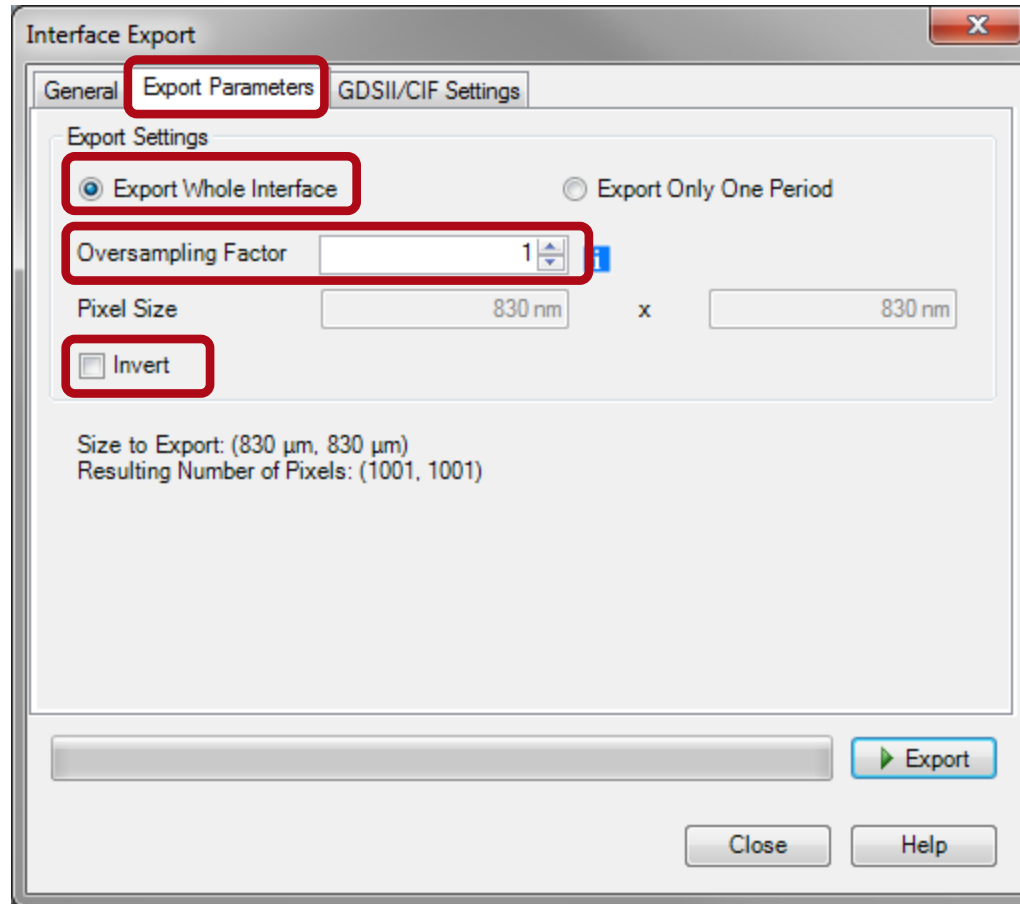 Interface Export
General Export Parameters GDSII/CIF Settings
Export Settings
Export Whole Interface Export Only One Period
Oversampling Factor 1
Pixel Size 830 nm x 830 nm
Invert
Size to Export: (830 µm, 830 µm)
Resulting Number of Pixels: (1001, 1001)
Export
Close Help